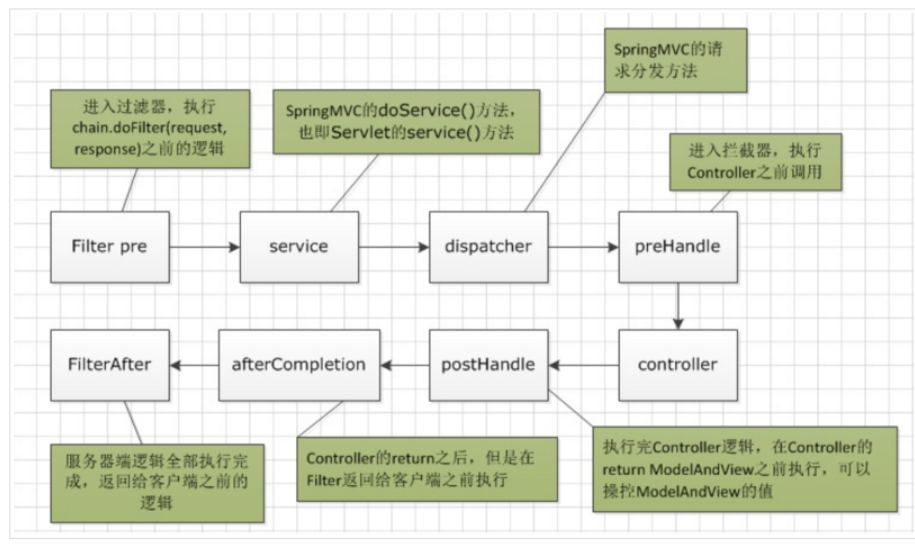 SpringMVC的请
求分发方法
进入过滤器，执行
chain.doFilter(request,
response)之前的逻辑
SpringMVC的doService()方法，
也即Servlet的service()方法
进入拦截器，执行
Controller之前调用
Filter pre
service
dispatcher
preHandle
FilterAfter
afterCompletion
postHandle
controller
服务器端逻辑全部执行完
成，返回给客户端之前的
逻辑
Controller的return之后，但是在
Filter返回给客户端之前执行
执行完Controller逻辑，在Controller的
return ModelAndView之前执行，可以
操控ModelAndView的值